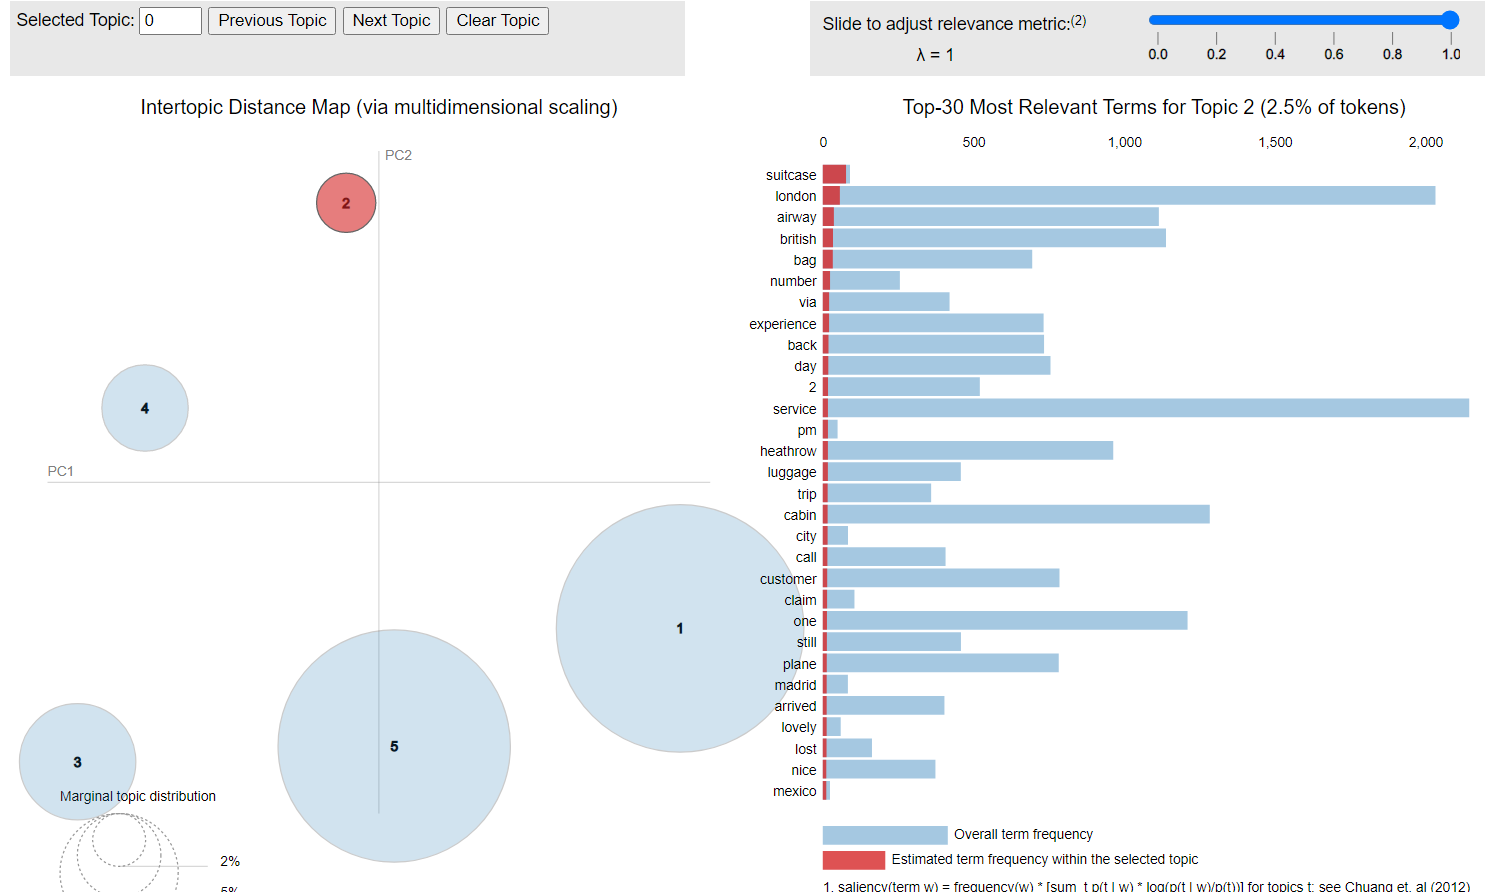 Selected Topic: 0 Previous Topic Next Topic Clear Topic
Slide to adjust relevance metric:(2)
λ = 1
0.0 0.2 0.4 0.6 0.8 1.0
Intertopic Distance Map (via multidimensional scaling)
PC2
2
4
PC1
1
5
3
Marginal topic distribution
2%
5%
Top-30 Most Relevant Terms for Topic 2 (2.5% of tokens)
0 500 1,000 1,500 2,000
suitcase
london
airway
british
bag
number
via
experience
back
day
2
service
pm
heathrow
luggage
trip
cabin
city
call
customer
claim
one
still
plane
madrid
arrived
lovely
lost
nice
mexico
Overall term frequency
Estimated term frequency within the selected topic
1. saliency(term w) = frequency(w) * [sum_t p(t | w) * log(p(t | w)/p(t))] for topics t; see Chuang et. al (2012)